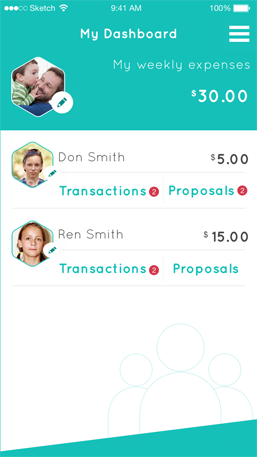 Sketch 9:41 AM 100%
My Dashboard
My weekly expenses
$30.00
Don Smith $5.00
Transactions 2 Proposals 2
Ren Smith $15.00
Transactions 2 Proposals